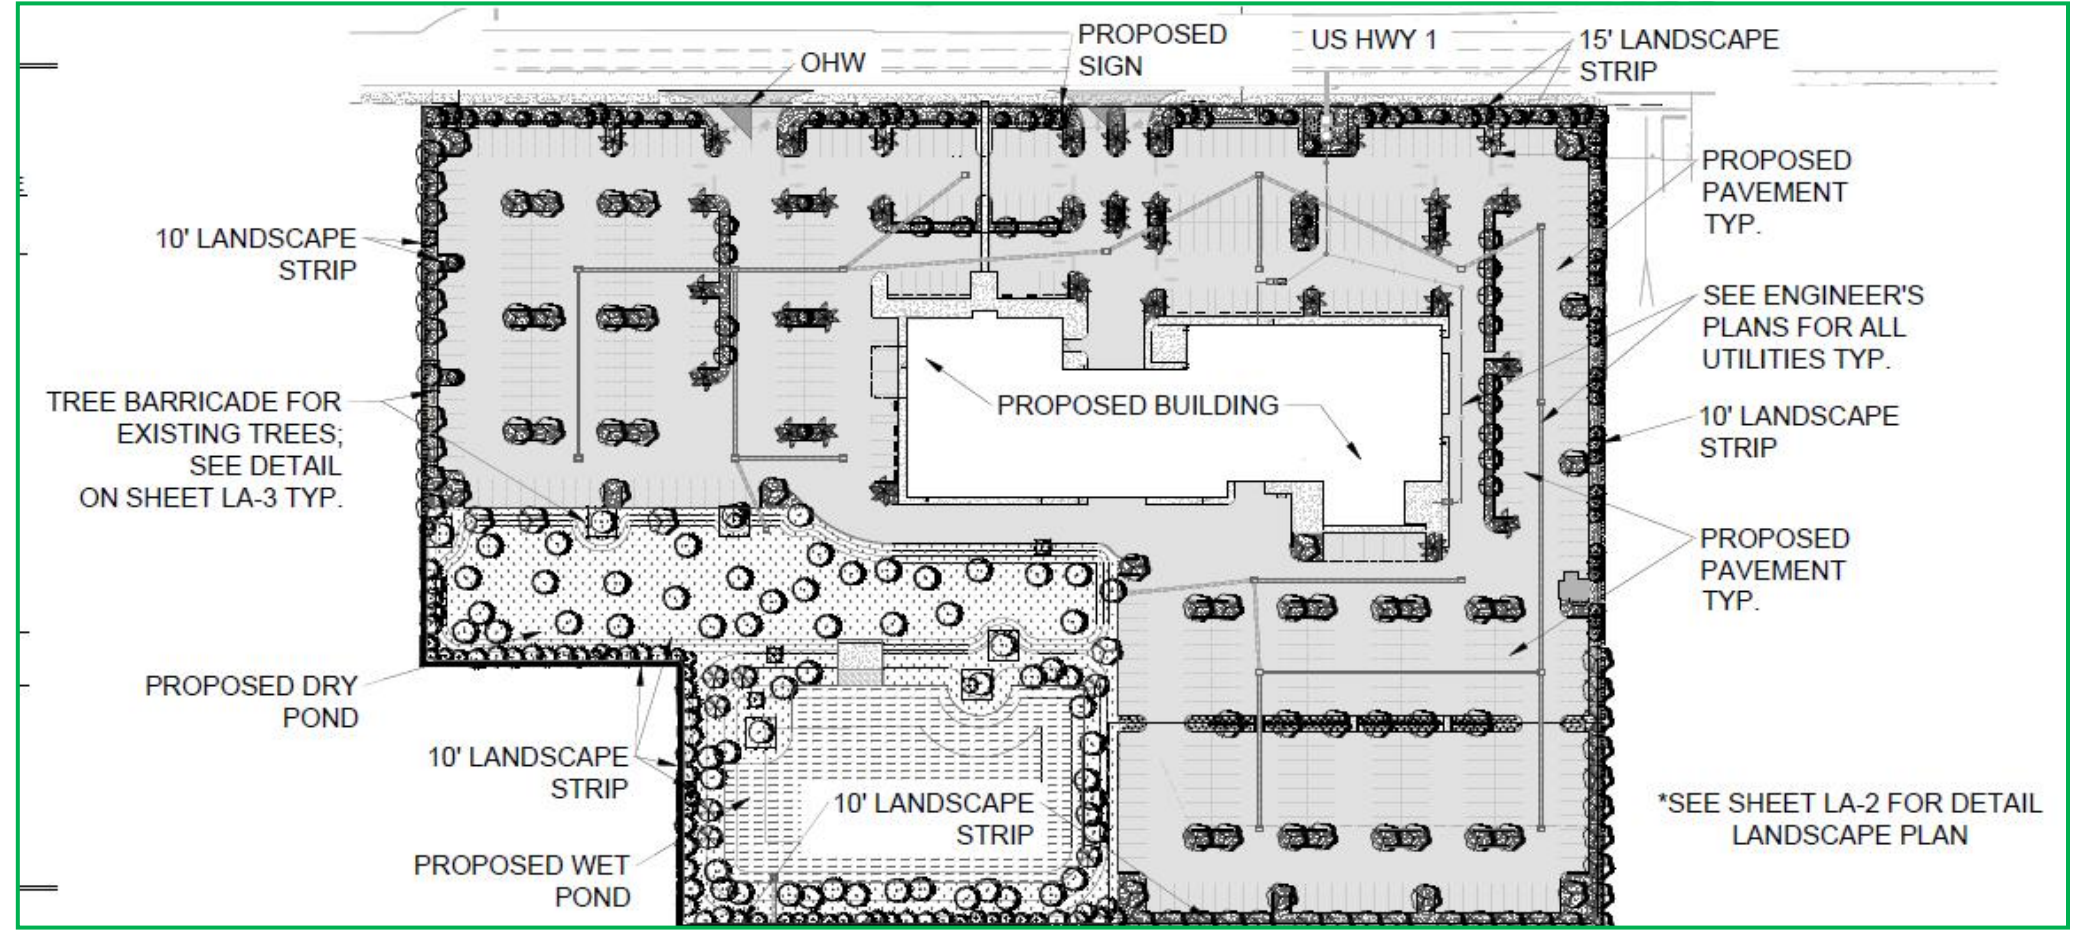 PROPOSED
SIGN
US HWY 1
15' LANDSCAPE
STRIP
OHW
PROPOSED
PAVEMENT
TYP.
10' LANDSCAPE
STRIP
SEE ENGINEER'S
PLANS FOR ALL
UTILITIES TYP.
TREE BARRICADE FOR
EXISTING TREES;
SEE DETAIL
ON SHEET LA-3 TYP.
PROPOSED BUILDING
10' LANDSCAPE
STRIP
PROPOSED
PAVEMENT
TYP.
PROPOSED DRY
POND
10' LANDSCAPE
STRIP
10' LANDSCAPE
STRIP
*SEE SHEET LA-2 FOR DETAIL
LANDSCAPE PLAN
PROPOSED WET
POND